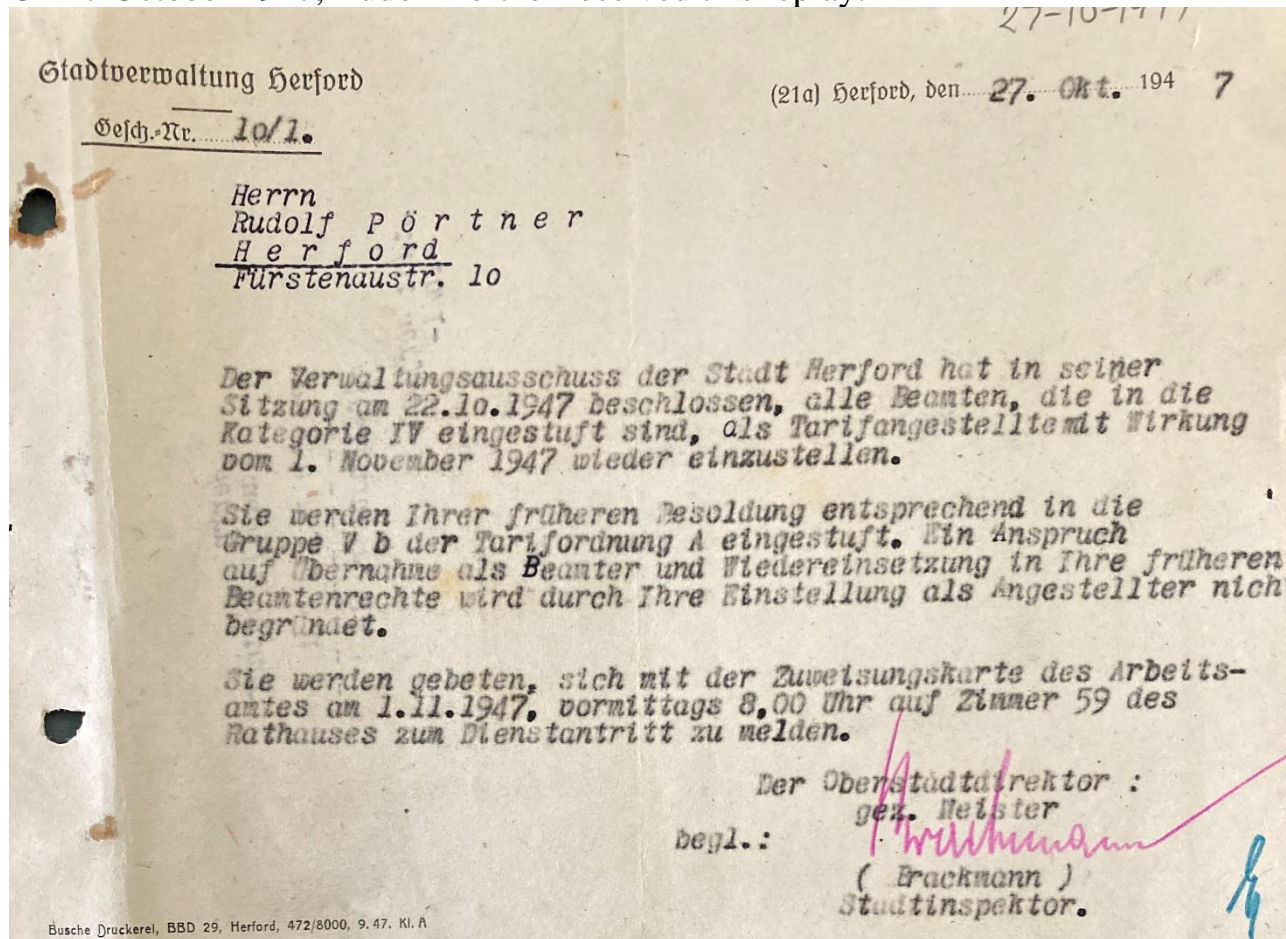 27-10-1947
Stadtverwaltung Herford
(21a) Herford, den 27. Okt. 1947
Gesch.-Nr. 10/1.
Herrn
Rudolf Pörtner
Herford
Fürstenaustr. 10
Der Verwaltungsausschuss der Stadt Herford hat in seiner
Sitzung am 22.10.1947 beschlossen, alle Beamten, die in die
Kategorie IV eingestuft sind, als Tarifangestelltemit Wirkung
vom 1. November 1947 wieder einzustellen.
Sie werden Ihrer früheren Besoldung entsprechend in die
Gruppe V b der Tarifordnung A eingestuft. Ein Anspruch
auf Übernahme als Beamter und Wiedereinsetzung in Ihre früheren
Beamtenrechte wird durch Ihre Einstellung als Angestellter nich
begründet.
Sie werden gebeten, sich mit der Zuweisungskarte des Arbeits-
amtes am 1.11.1947, vormittags 8,00 Uhr auf Zimmer 59 des
Rathauses zum Dienstantritt zu melden.
Der Oberstadtdirektor :
gez. Meister
begl.: Brackmann
( Brackmann )
Stadtinspektor.
Busche Druckerei, BBD 29, Herford, 472/8000, 9. 47. Kl. A